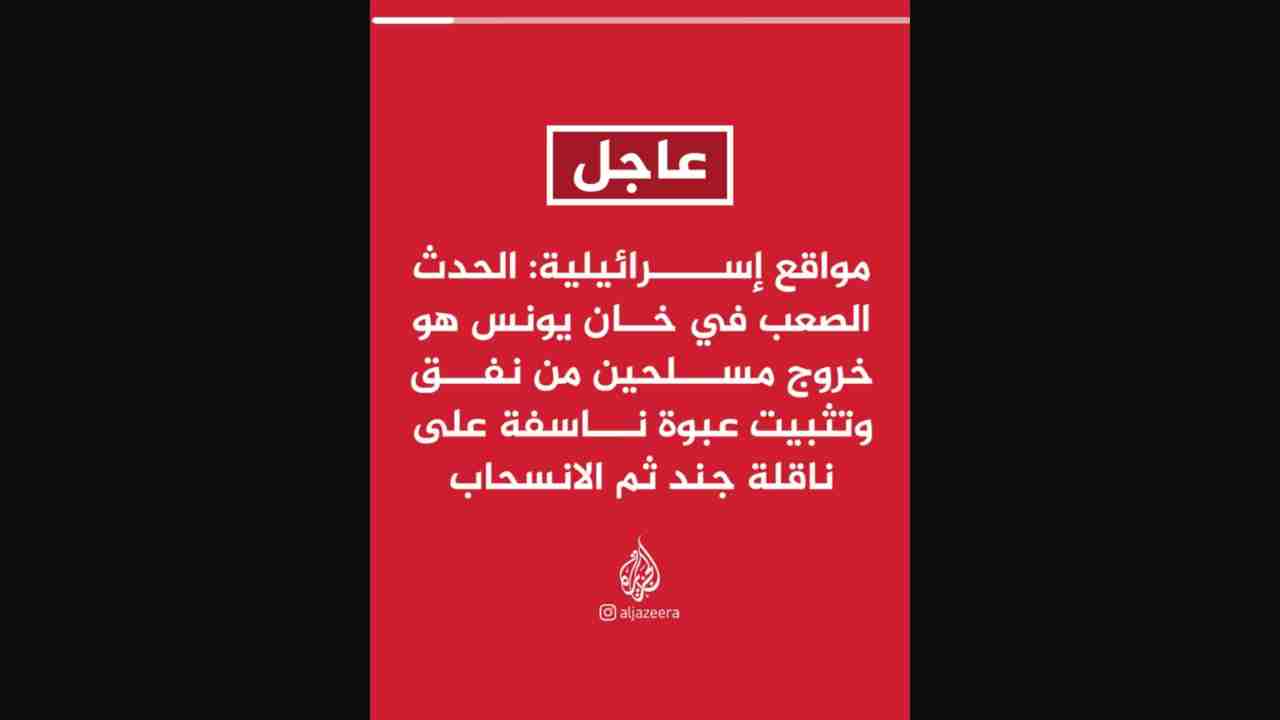 عاجل
مواقع إسرائيلية: الحدث
الصعب في خان يونس هو
خروج مسلحين من نفق
وتثبيت عبوة ناسفة على
ناقلة جند ثم الانسحاب
الجزيرة
aljazeera